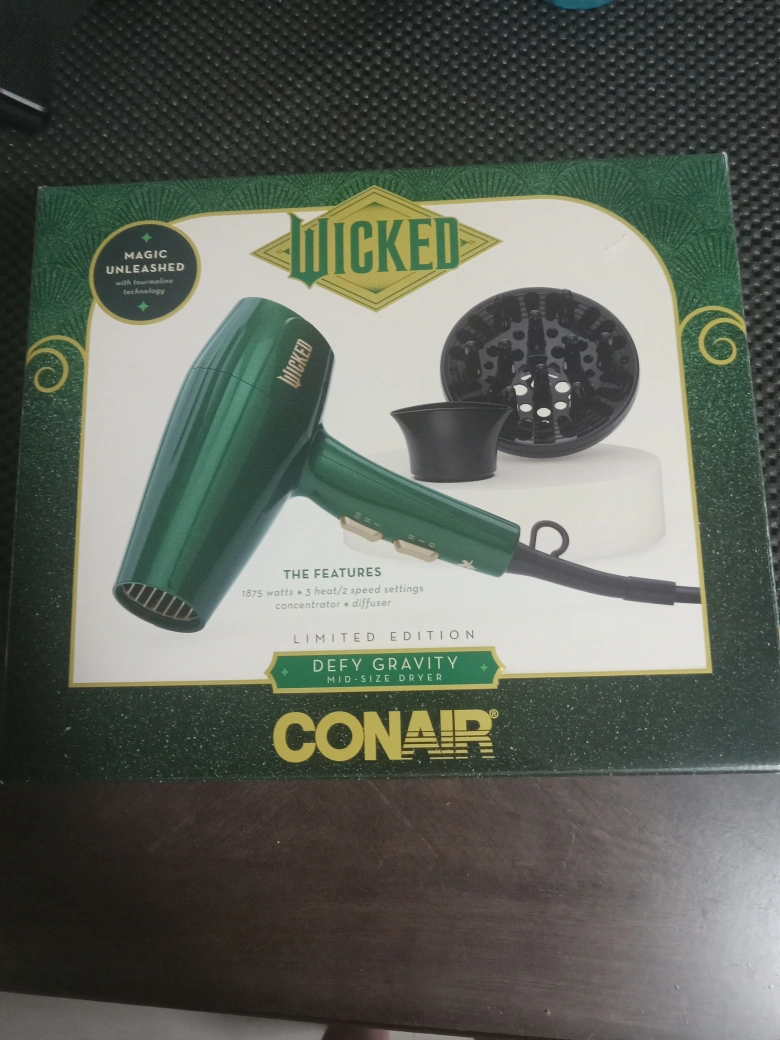 WICKED
MAGIC
UNLEASHED
with tourmaline
technology
WICKED
THE FEATURES
1875 watts ✦ 3 heat/2 speed settings
concentrator ✦ diffuser
LIMITED EDITION
DEFY GRAVITY
MID-SIZE DRYER
CONAIR®